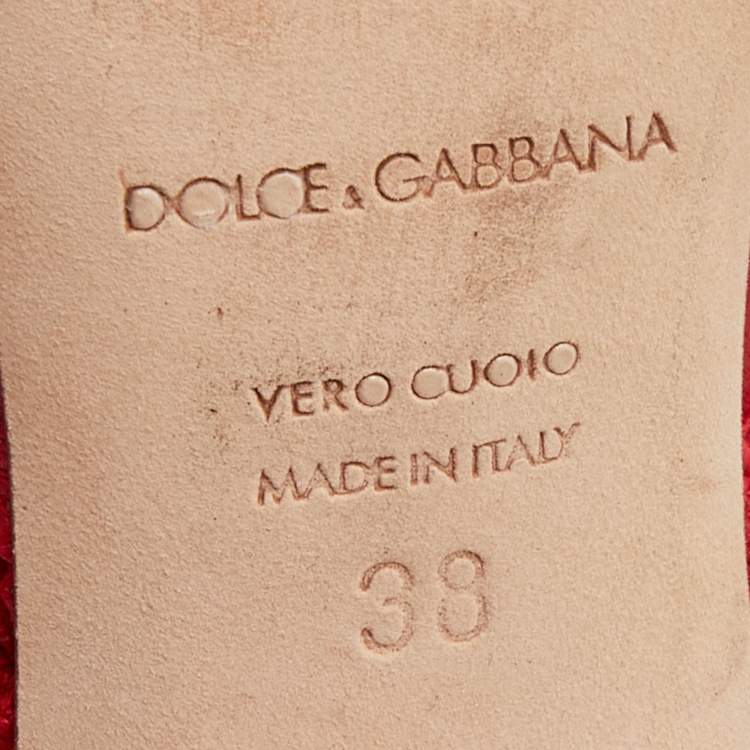 DOLCE & GABBANA
VERO CUOIO
MADE IN ITALY
38